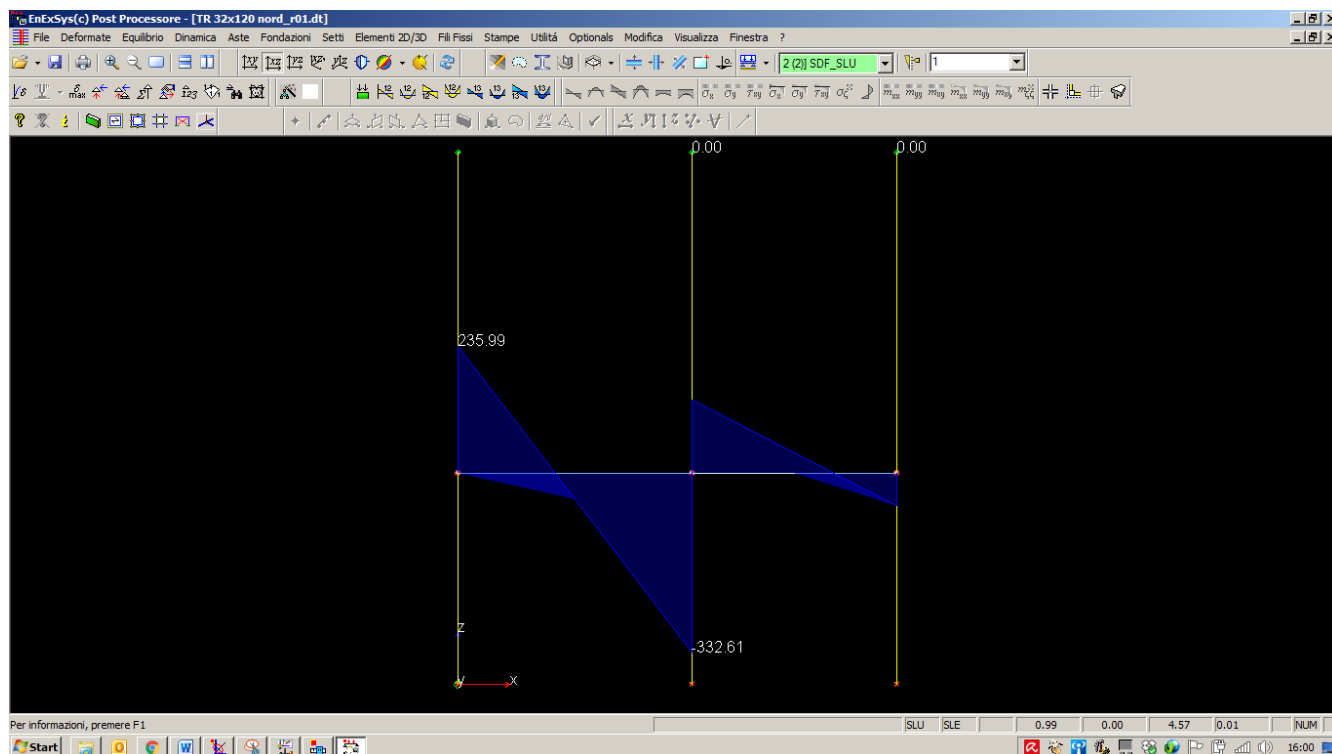 EnExSys(c) Post Processore - [TR 32x120 nord_r01.dt]
File Deformate Equilibrio Dinamica Aste Fondazioni Setti Elementi 2D/3D Fili Fissi Stampe Utilitá Optionals Modifica Visualizza Finestra ?
2 (2)] SDF_SLU 1
0.00 0.00
235.99
-332.61
Z
Y X
Per informazioni, premere F1 SLU SLE 0.99 0.00 4.57 0.01 NUM
Start 16:00